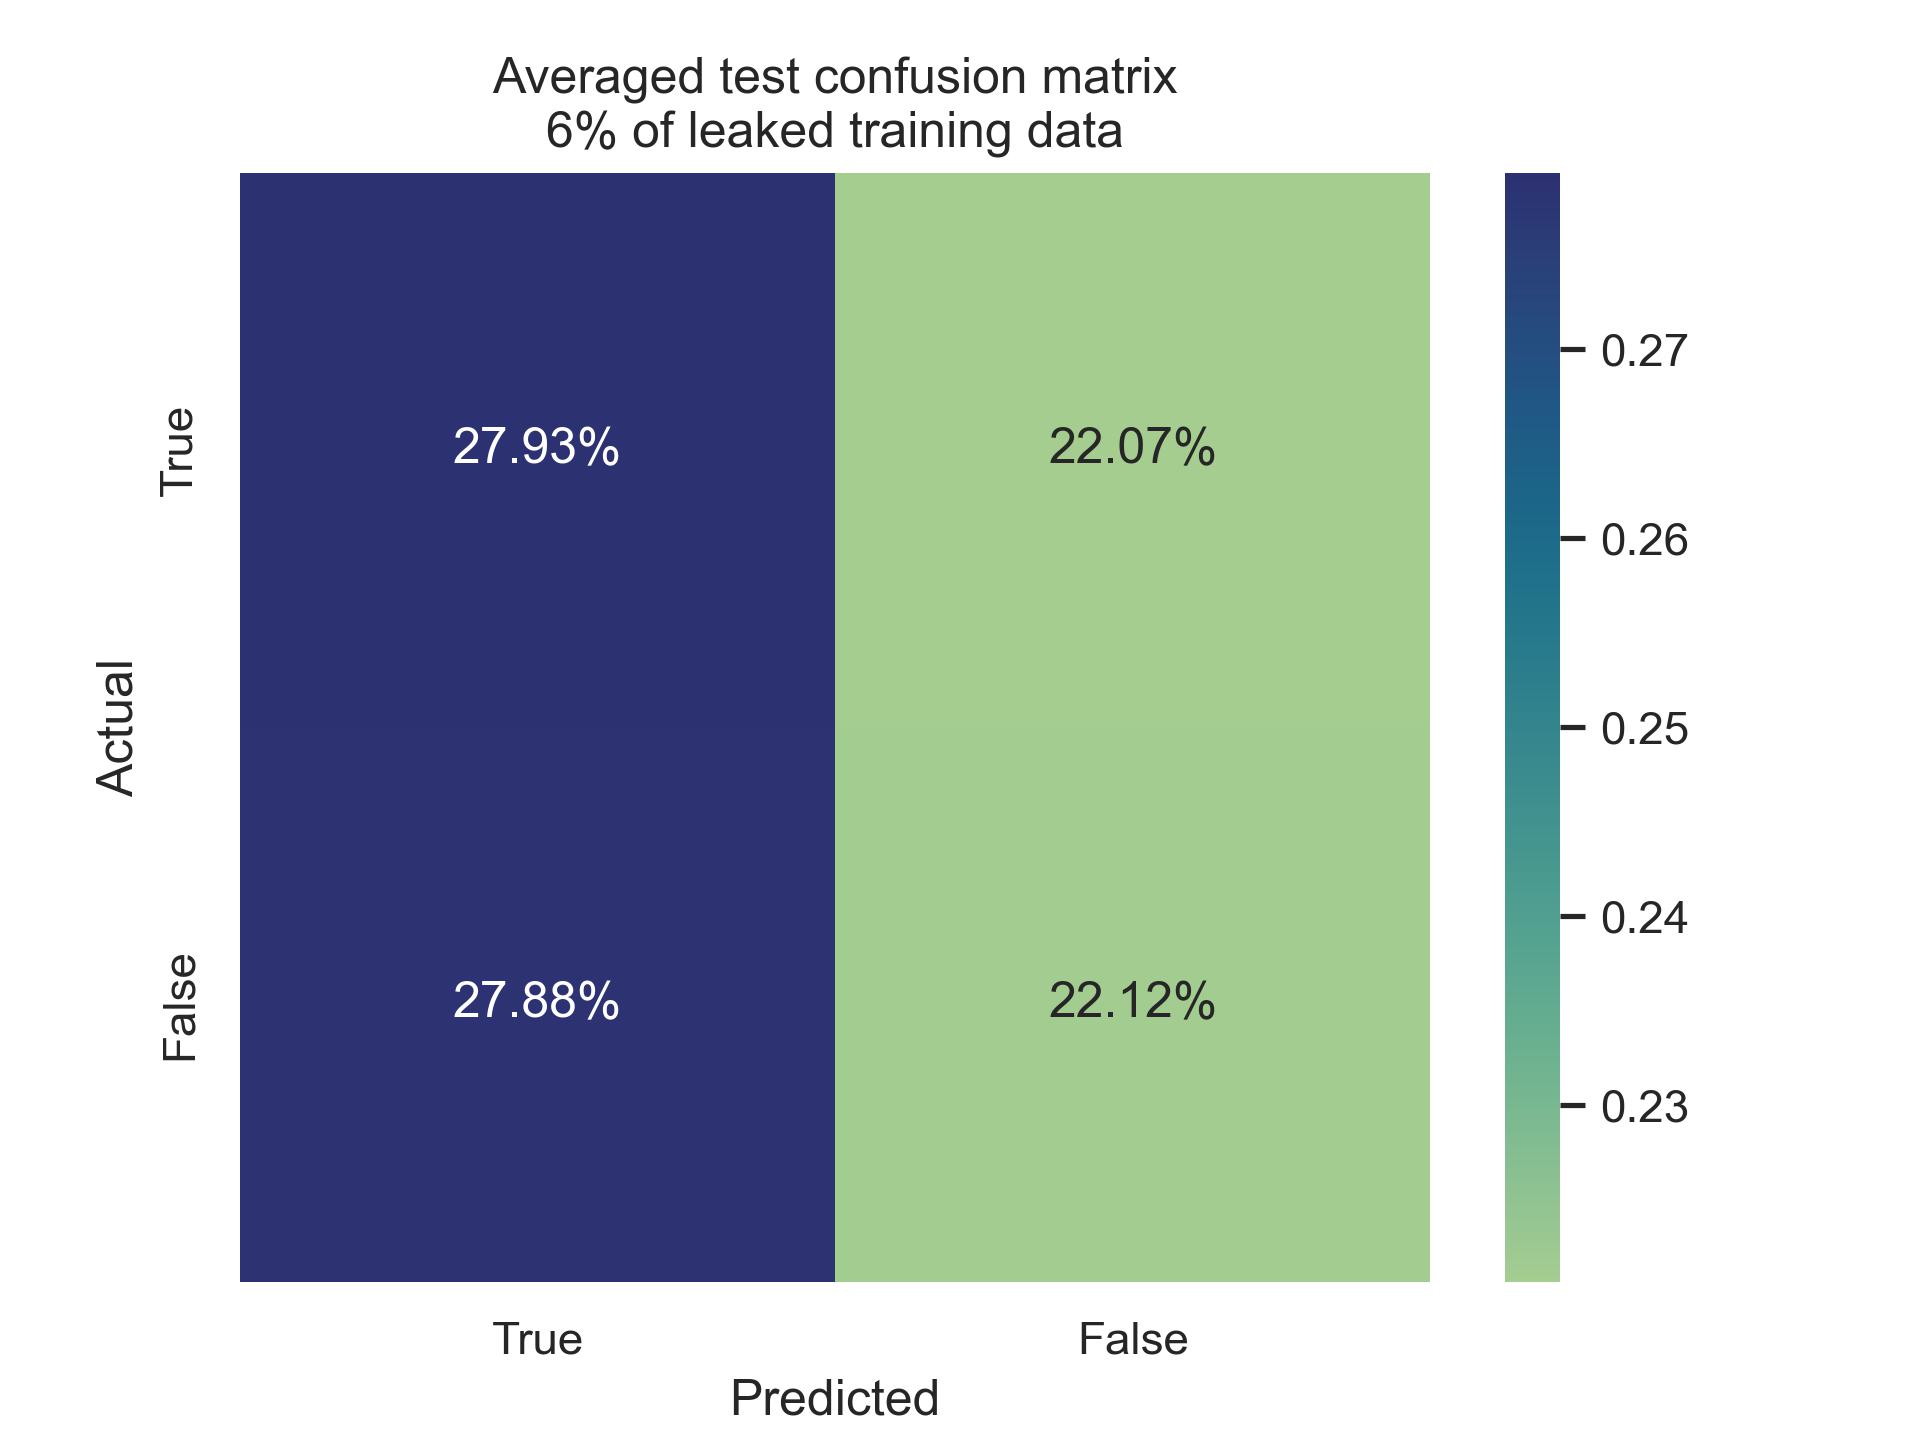 Averaged test confusion matrix
6% of leaked training data
True
27.93%
22.07%
0.27
0.26
Actual
0.25
0.24
False
27.88%
22.12%
0.23
True
False
Predicted